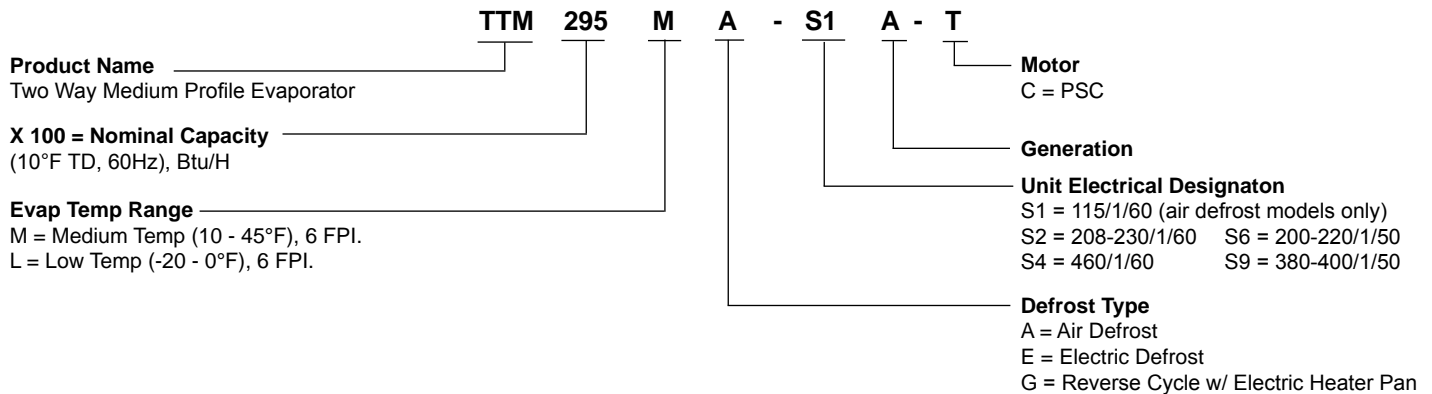 TTM 295 M A - S1 A - T
Product Name
Two Way Medium Profile Evaporator
X 100 = Nominal Capacity
(10°F TD, 60Hz), Btu/H
Evap Temp Range
M = Medium Temp (10 - 45°F), 6 FPI.
L = Low Temp (-20 - 0°F), 6 FPI.
Motor
C = PSC
Generation
Unit Electrical Designaton
S1 = 115/1/60 (air defrost models only)
S2 = 208-230/1/60 S6 = 200-220/1/50
S4 = 460/1/60 S9 = 380-400/1/50
Defrost Type
A = Air Defrost
E = Electric Defrost
G = Reverse Cycle w/ Electric Heater Pan